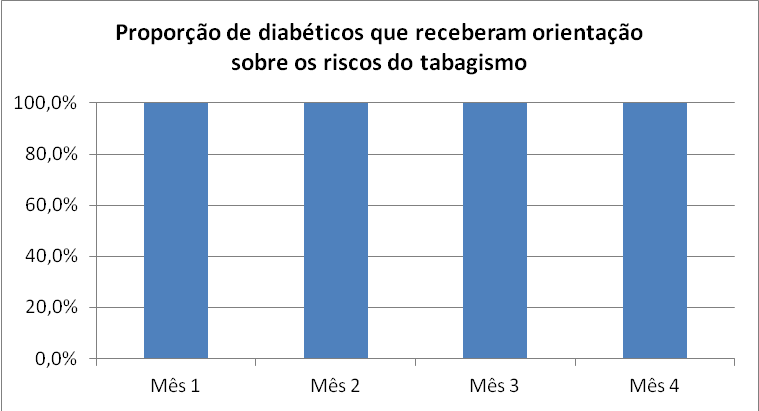 Proporção de diabéticos que receberam orientação
sobre os riscos do tabagismo
100,0%
80,0%
60,0%
40,0%
20,0%
0,0%
Mês 1 Mês 2 Mês 3 Mês 4